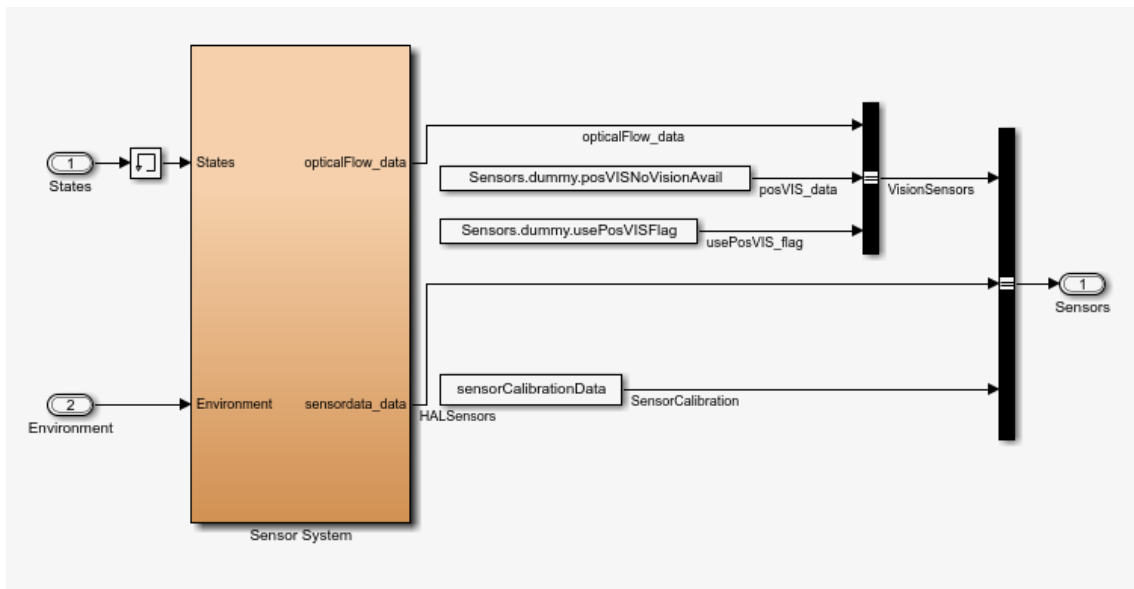 opticalFlow_data
1
States
States
opticalFlow_data
Sensors.dummy.posVISNoVisionAvail
posVIS_data
VisionSensors
Sensors.dummy.usePosVISFlag
usePosVIS_flag
1
Sensors
sensorCalibrationData
SensorCalibration
2
Environment
Environment
sensordata_data
HALSensors
Sensor System